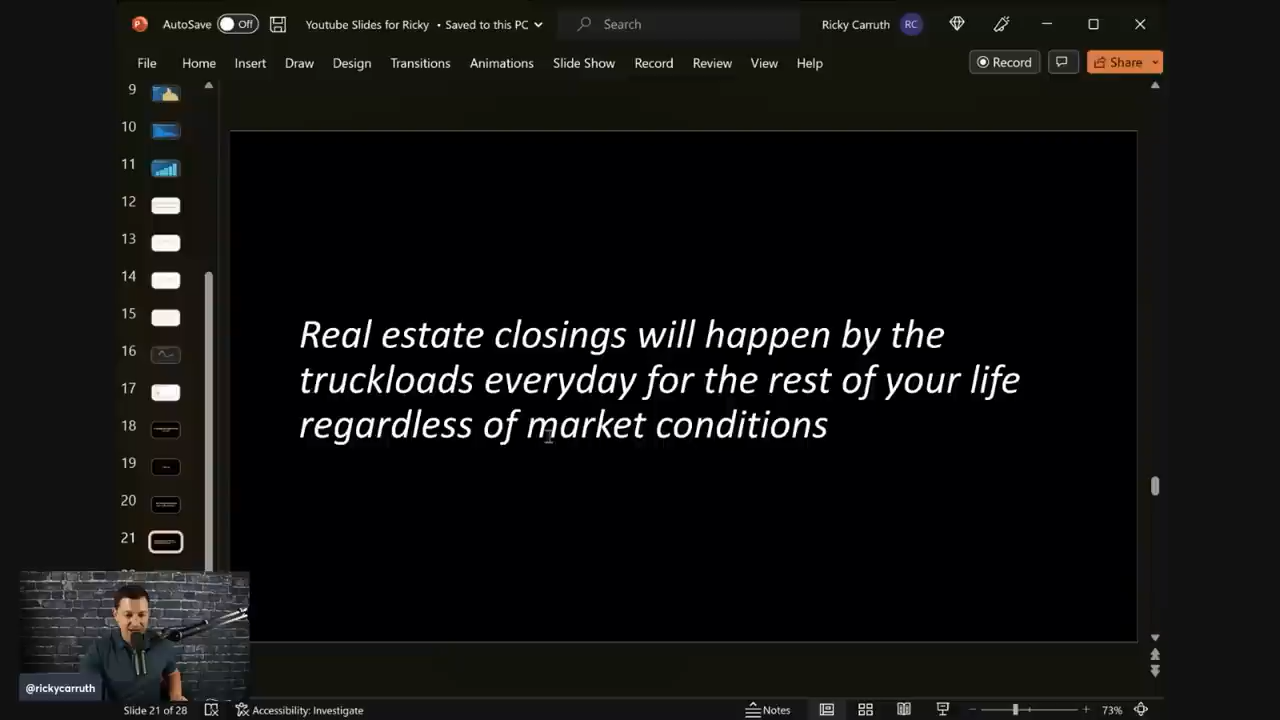 AutoSave Off Youtube Slides for Ricky • Saved to this PC Search Ricky Carruth RC
File Home Insert Draw Design Transitions Animations Slide Show Record Review View Help Record Share
9
10
11
12
13
14
15
16
17
18
19
20
21
Real estate closings will happen by the
truckloads everyday for the rest of your life
regardless of market conditions
@rickycarruth
Slide 21 of 28 Accessibility: Investigate Notes 73%